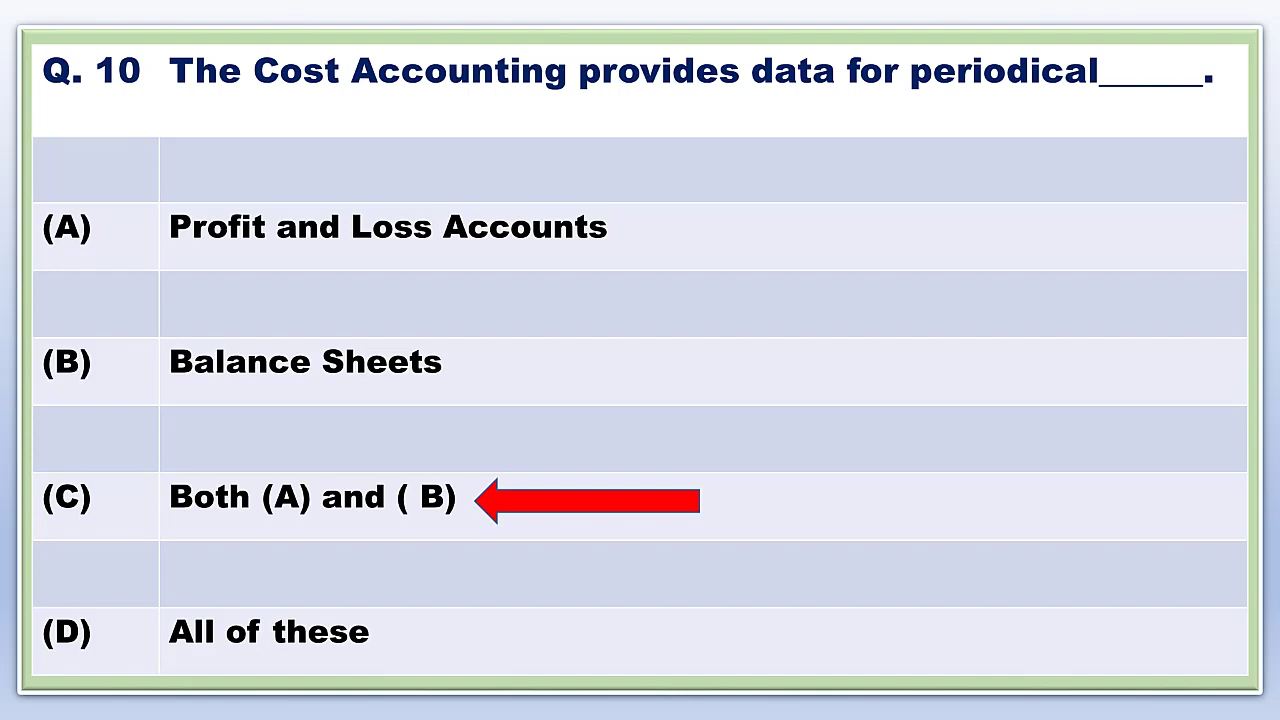 Q. 10 The Cost Accounting provides data for periodical______.
(A) Profit and Loss Accounts
(B) Balance Sheets
(C) Both (A) and ( B)
(D) All of these